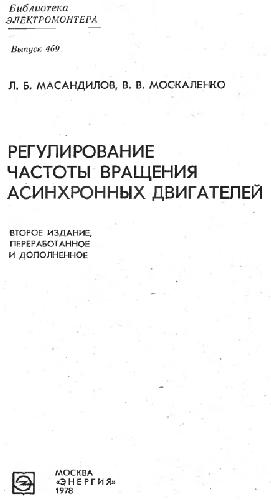 Библиотека
ЭЛЕКТРОМОНТЕРА
Выпуск 469
Л. Б. МАСАНДИЛОВ, В. В. МОСКАЛЕНКО
РЕГУЛИРОВАНИЕ
ЧАСТОТЫ ВРАЩЕНИЯ
АСИНХРОННЫХ ДВИГАТЕЛЕЙ
ВТОРОЕ ИЗДАНИЕ,
ПЕРЕРАБОТАННОЕ
И ДОПОЛНЕННОЕ
МОСКВА
«ЭНЕРГИЯ»
1978